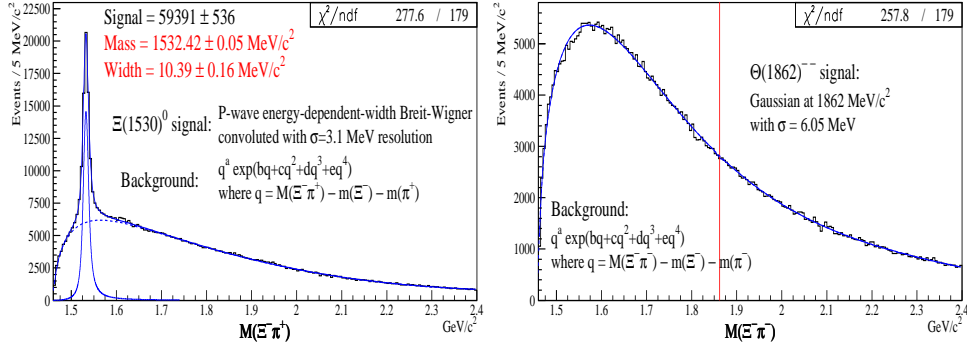 χ²/ndf 277.6 / 179
Signal = 59391 ± 536
Mass = 1532.42 ± 0.05 MeV/c²
Width = 10.39 ± 0.16 MeV/c²
Ξ(1530)⁰ signal:
P-wave energy-dependent-width Breit-Wigner
convoluted with σ=3.1 MeV resolution
Background:
qᵃ exp(bq+cq²+dq³+eq⁴)
where q = M(Ξ⁻π⁺) – m(Ξ⁻) – m(π⁺)
Events / 5 MeV/c²
22500
20000
17500
15000
12500
10000
7500
5000
2500
0
1.5 1.6 1.7 1.8 1.9 2 2.1 2.2 2.3 2.4
GeV/c²
M(Ξ⁻π⁺)
χ²/ndf 257.8 / 179
Θ(1862)⁻⁻ signal:
Gaussian at 1862 MeV/c²
with σ = 6.05 MeV
Background:
qᵃ exp(bq+cq²+dq³+eq⁴)
where q = M(Ξ⁻π⁻) – m(Ξ⁻) – m(π⁻)
Events / 5 MeV/c²
5000
4000
3000
2000
1000
0
1.5 1.6 1.7 1.8 1.9 2 2.1 2.2 2.3 2.4
GeV/c²
M(Ξ⁻π⁻)